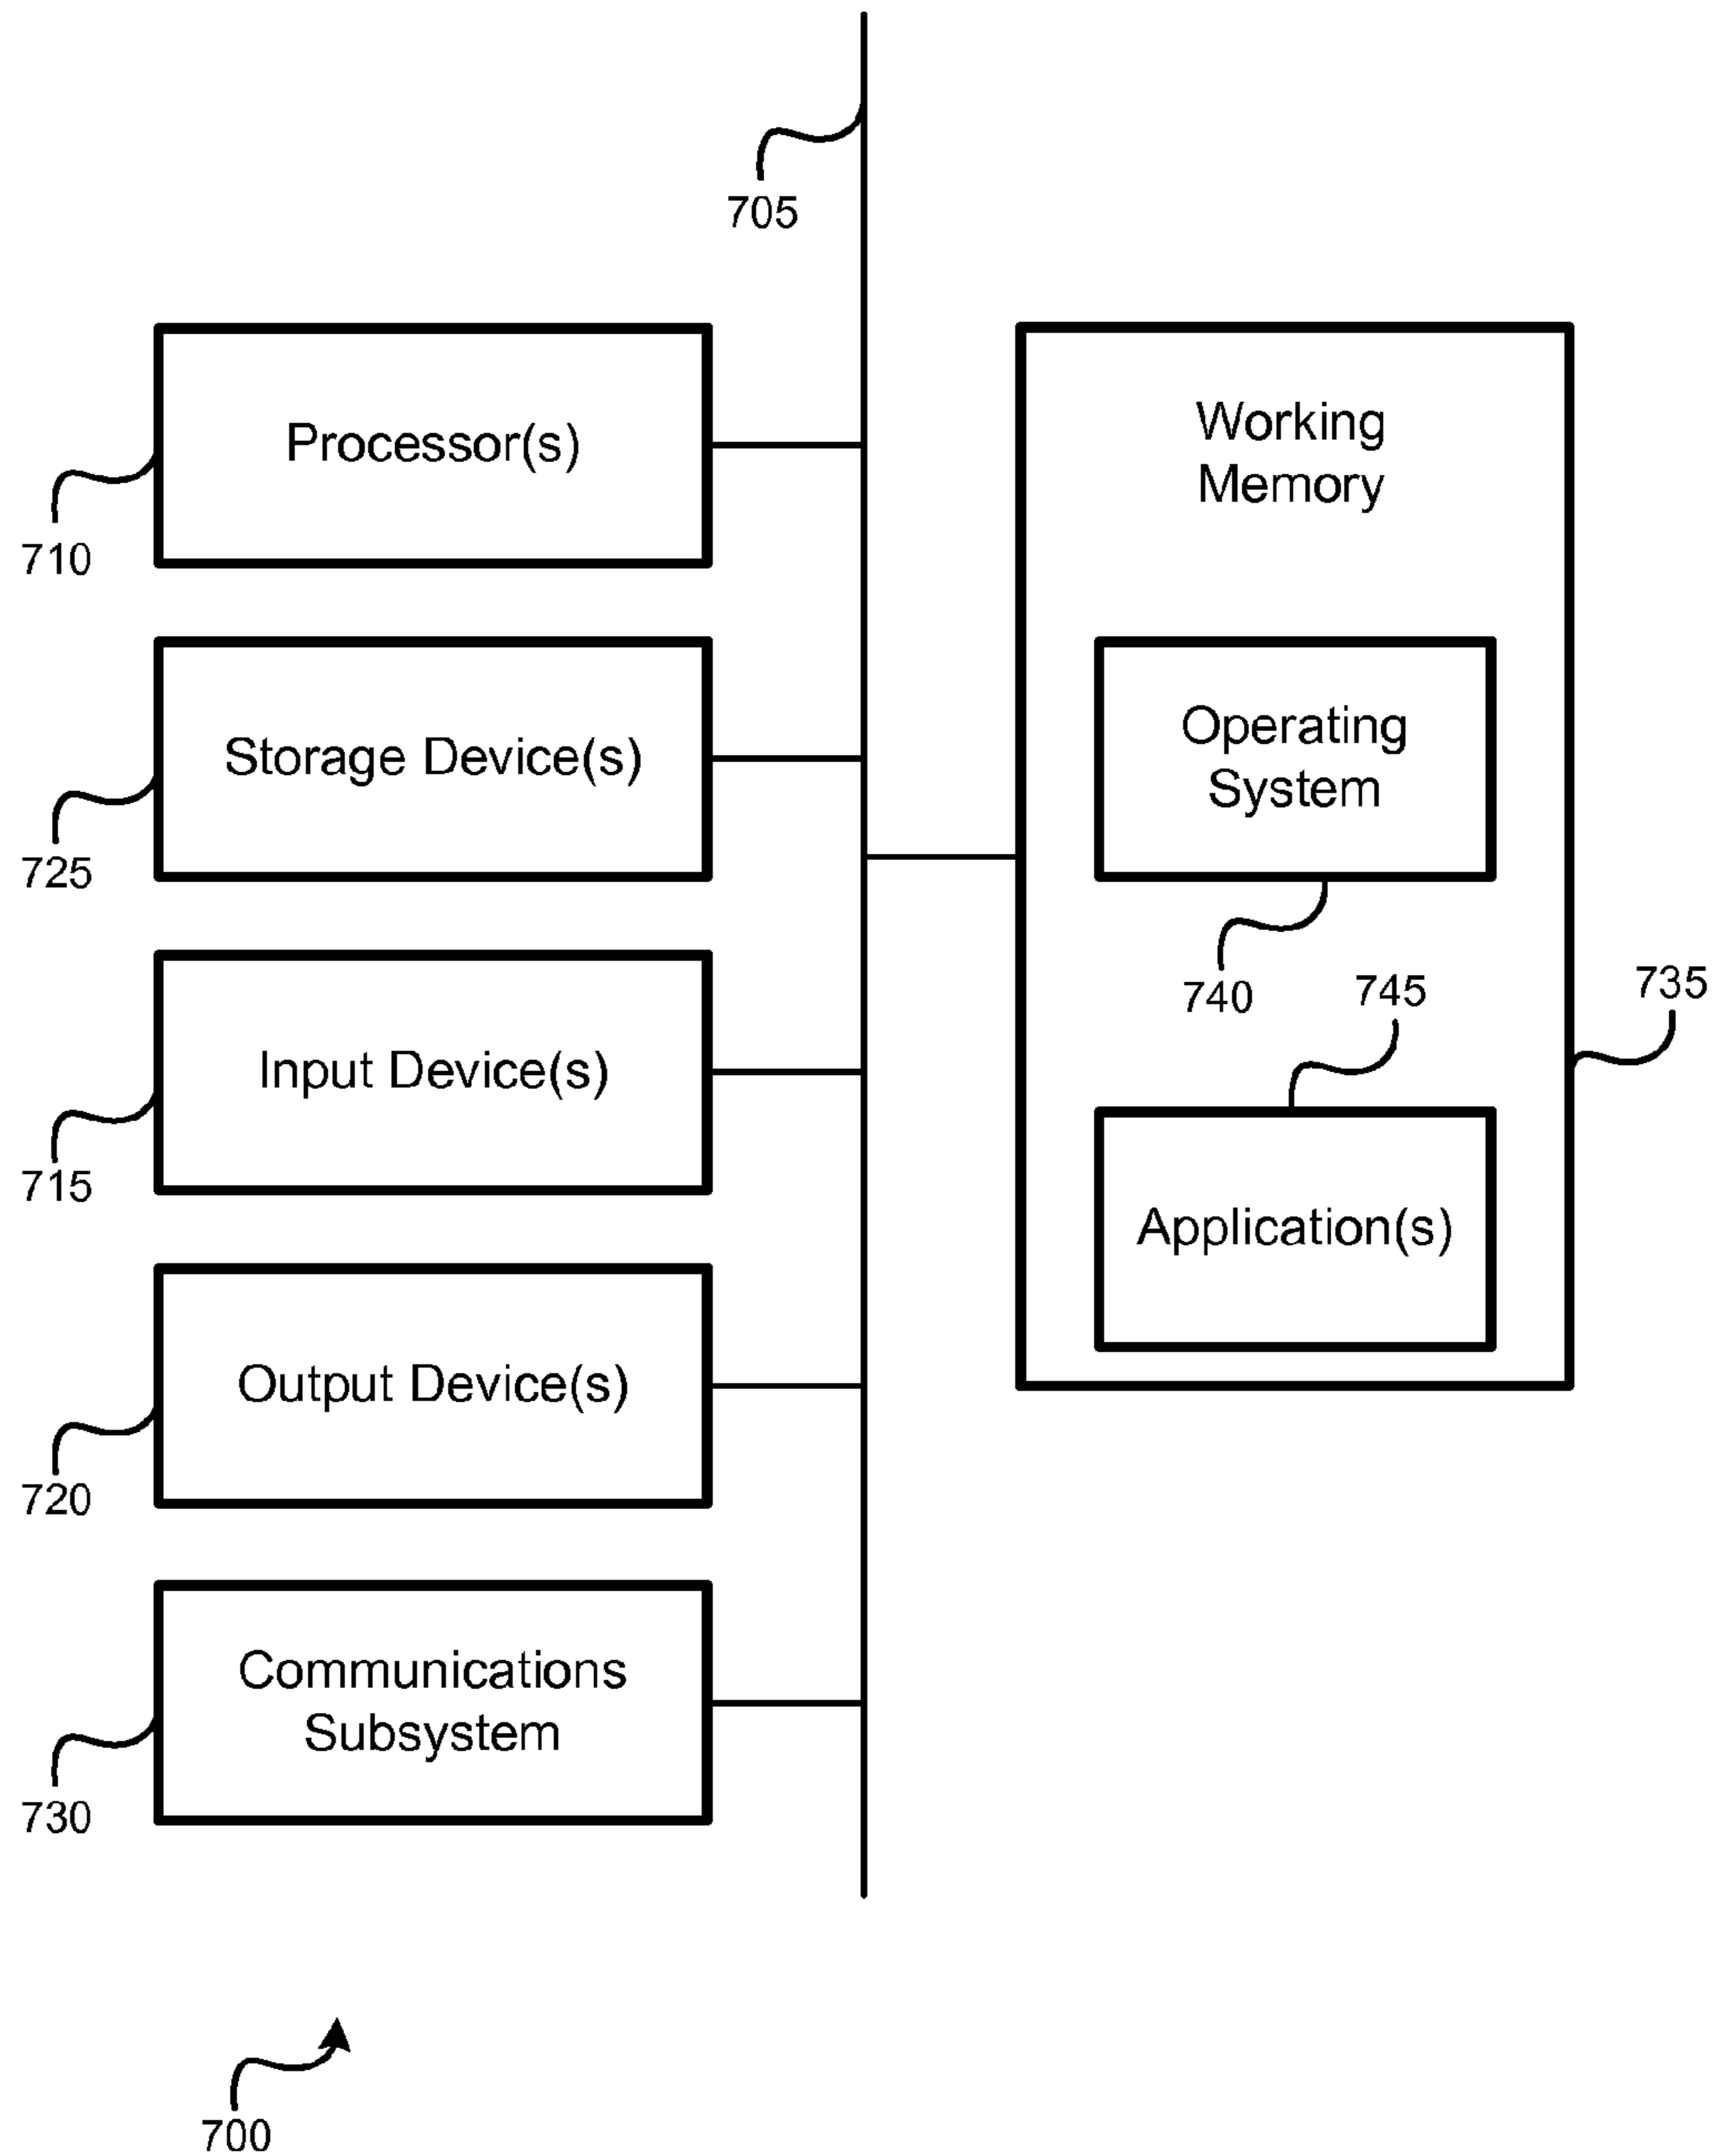 705
Processor(s)
710
Storage Device(s)
725
Input Device(s)
715
Output Device(s)
720
Communications
Subsystem
730
Working
Memory
Operating
System
740
745
735
Application(s)
700